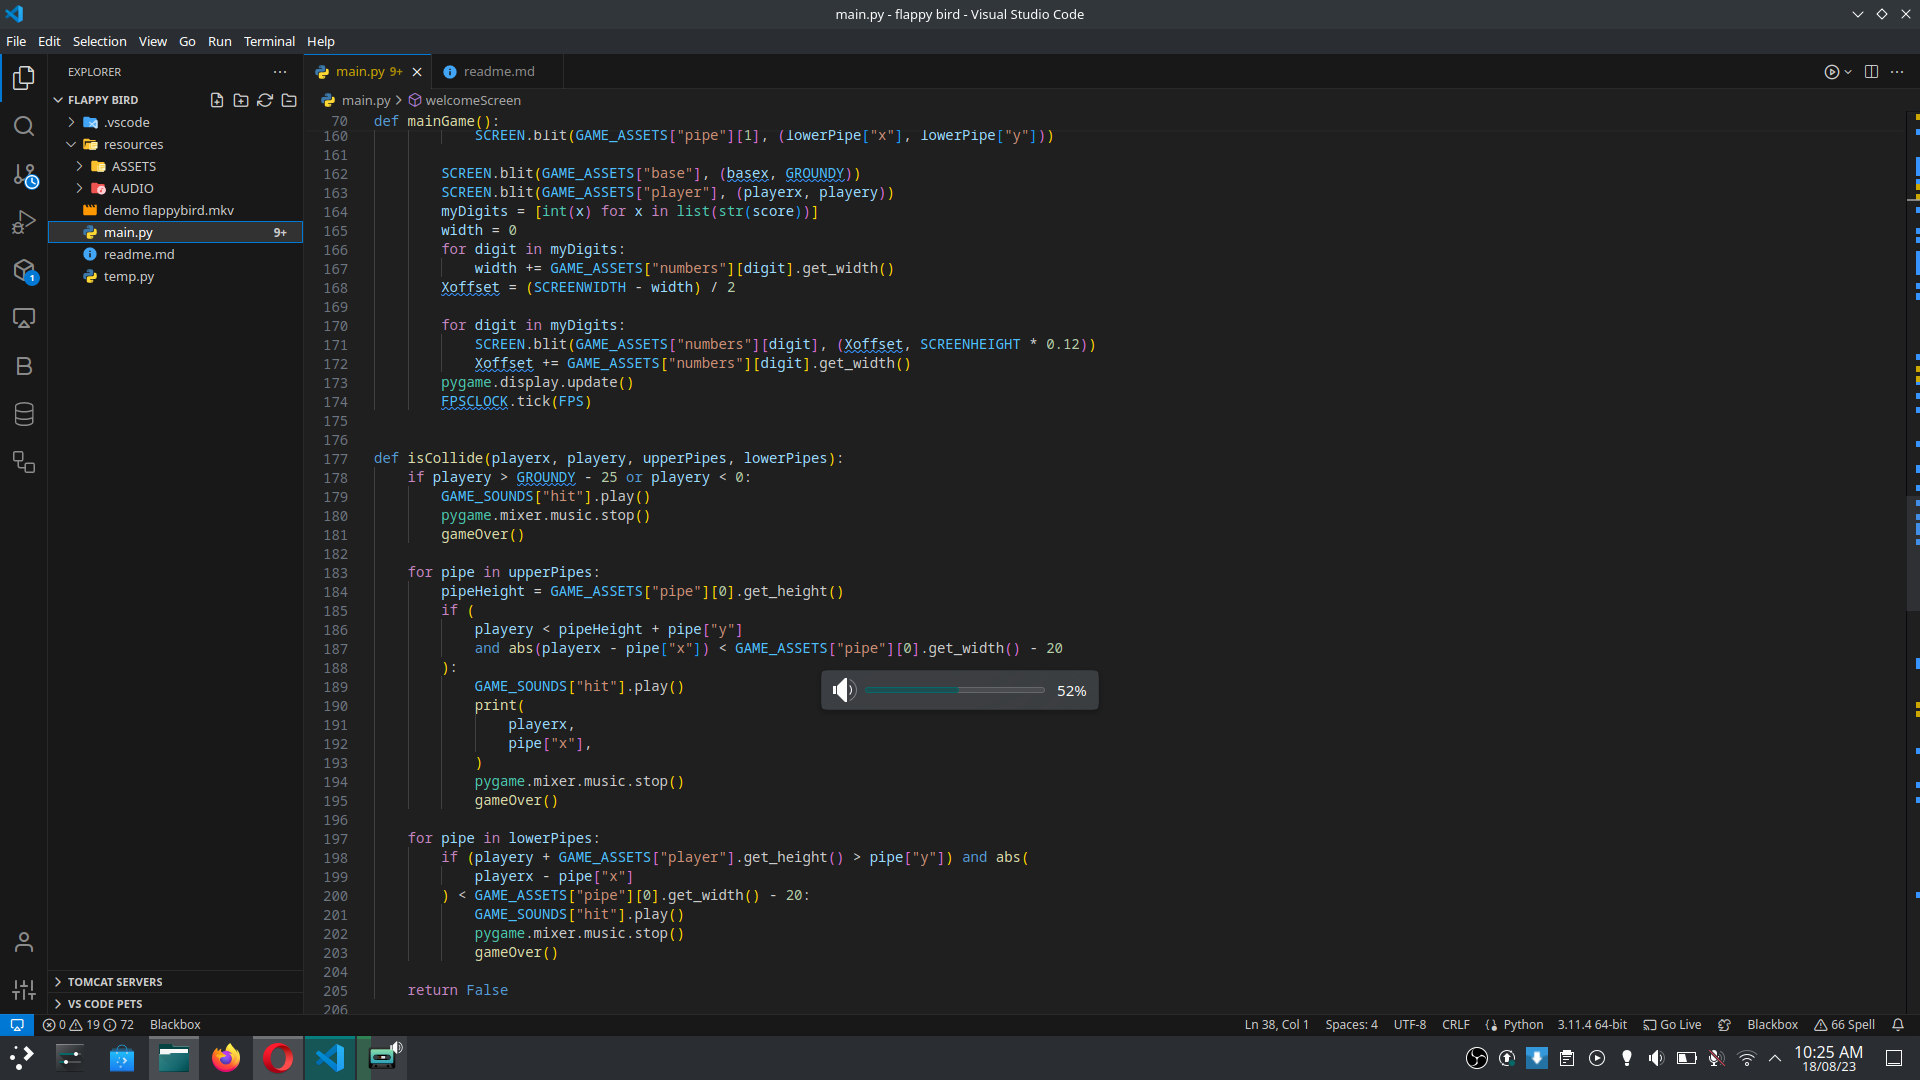 main.py - flappy bird - Visual Studio Code
File Edit Selection View Go Run Terminal Help
EXPLORER
FLAPPY BIRD
.vscode
resources
ASSETS
AUDIO
demo flappybird.mkv
main.py 9+
readme.md
temp.py
TOMCAT SERVERS
VS CODE PETS
main.py 9+ readme.md
main.py > welcomeScreen
70 def mainGame():
160 SCREEN.blit(GAME_ASSETS["pipe"][1], (lowerPipe["x"], lowerPipe["y"]))
161
162 SCREEN.blit(GAME_ASSETS["base"], (basex, GROUNDY))
163 SCREEN.blit(GAME_ASSETS["player"], (playerx, playery))
164 myDigits = [int(x) for x in list(str(score))]
165 width = 0
166 for digit in myDigits:
167 width += GAME_ASSETS["numbers"][digit].get_width()
168 Xoffset = (SCREENWIDTH - width) / 2
169
170 for digit in myDigits:
171 SCREEN.blit(GAME_ASSETS["numbers"][digit], (Xoffset, SCREENHEIGHT * 0.12))
172 Xoffset += GAME_ASSETS["numbers"][digit].get_width()
173 pygame.display.update()
174 FPSCLOCK.tick(FPS)
175
176
177 def isCollide(playerx, playery, upperPipes, lowerPipes):
178 if playery > GROUNDY - 25 or playery < 0:
179 GAME_SOUNDS["hit"].play()
180 pygame.mixer.music.stop()
181 gameOver()
182
183 for pipe in upperPipes:
184 pipeHeight = GAME_ASSETS["pipe"][0].get_height()
185 if (
186 playery < pipeHeight + pipe["y"]
187 and abs(playerx - pipe["x"]) < GAME_ASSETS["pipe"][0].get_width() - 20
188 ):
189 GAME_SOUNDS["hit"].play()
190 print(
191 playerx,
192 pipe["x"],
193 )
194 pygame.mixer.music.stop()
195 gameOver()
196
197 for pipe in lowerPipes:
198 if (playery + GAME_ASSETS["player"].get_height() > pipe["y"]) and abs(
199 playerx - pipe["x"]
200 ) < GAME_ASSETS["pipe"][0].get_width() - 20:
201 GAME_SOUNDS["hit"].play()
202 pygame.mixer.music.stop()
203 gameOver()
204
205 return False
206
52%
0 19 72 Blackbox Ln 38, Col 1 Spaces: 4 UTF-8 CRLF Python 3.11.4 64-bit Go Live Blackbox 66 Spell
10:25 AM
18/08/23